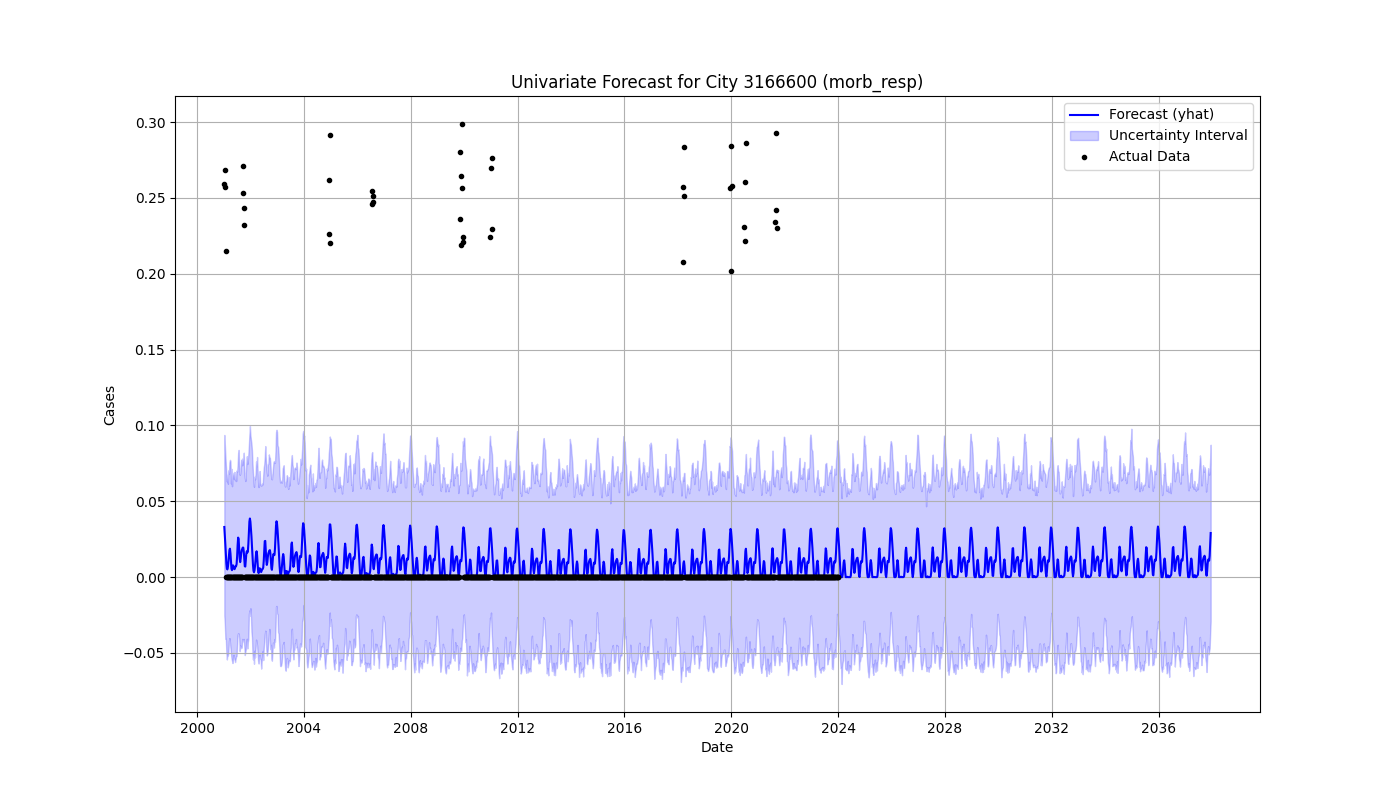 Univariate Forecast for City 3166600 (morb_resp)
Forecast (yhat)
Uncertainty Interval
Actual Data
0.30
0.25
0.20
0.15
0.10
0.05
0.00
−0.05
Cases
2000 2004 2008 2012 2016 2020 2024 2028 2032 2036
Date